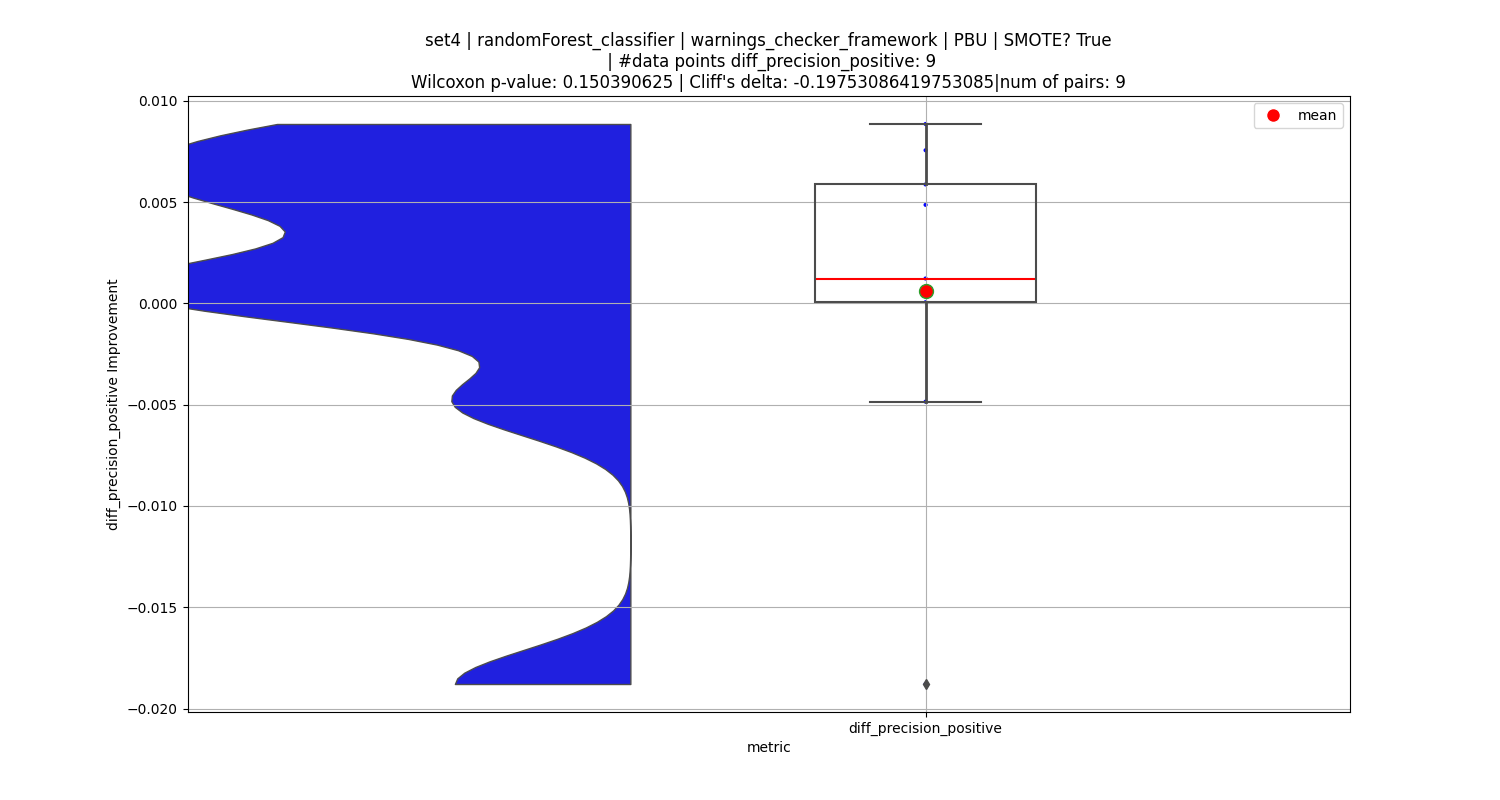 set4 | randomForest_classifier | warnings_checker_framework | PBU | SMOTE? True
| #data points diff_precision_positive: 9
Wilcoxon p-value: 0.150390625 | Cliff's delta: -0.19753086419753085|num of pairs: 9
mean
0.010
0.005
0.000
−0.005
−0.010
−0.015
−0.020
diff_precision_positive Improvement
diff_precision_positive
metric